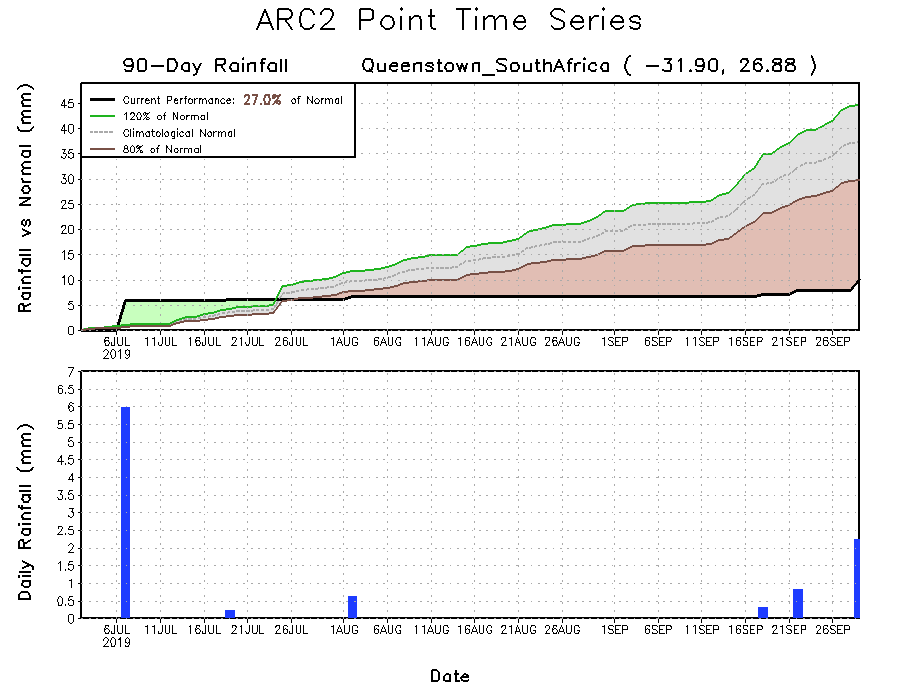 ARC2 Point Time Series
90-Day Rainfall Queenstown_SouthAfrica ( -31.90, 26.88 )
Rainfall vs Normal (mm)
Current Performance: 27.0% of Normal
120% of Normal
Climatological Normal
80% of Normal
45
40
35
30
25
20
15
10
5
0
6JUL 11JUL 16JUL 21JUL 26JUL 1AUG 6AUG 11AUG 16AUG 21AUG 26AUG 1SEP 6SEP 11SEP 16SEP 21SEP 26SEP
2019
Daily Rainfall (mm)
7
6.5
6
5.5
5
4.5
4
3.5
3
2.5
2
1.5
1
0.5
0
6JUL 11JUL 16JUL 21JUL 26JUL 1AUG 6AUG 11AUG 16AUG 21AUG 26AUG 1SEP 6SEP 11SEP 16SEP 21SEP 26SEP
2019
Date